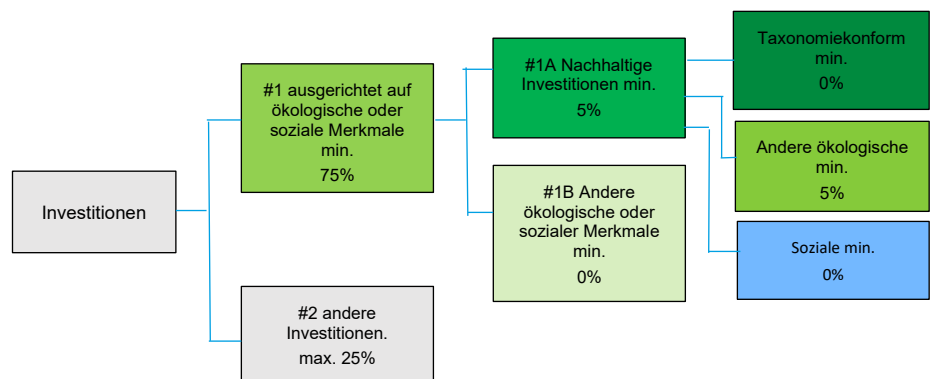 Investitionen
#1 ausgerichtet auf
ökologische oder
soziale Merkmale
min.
75%
#2 andere
Investitionen.
max. 25%
#1A Nachhaltige
Investitionen min.
5%
#1B Andere
ökologische oder
sozialer Merkmale
min.
0%
Taxonomiekonform
min.
0%
Andere ökologische
min.
5%
Soziale min.
0%